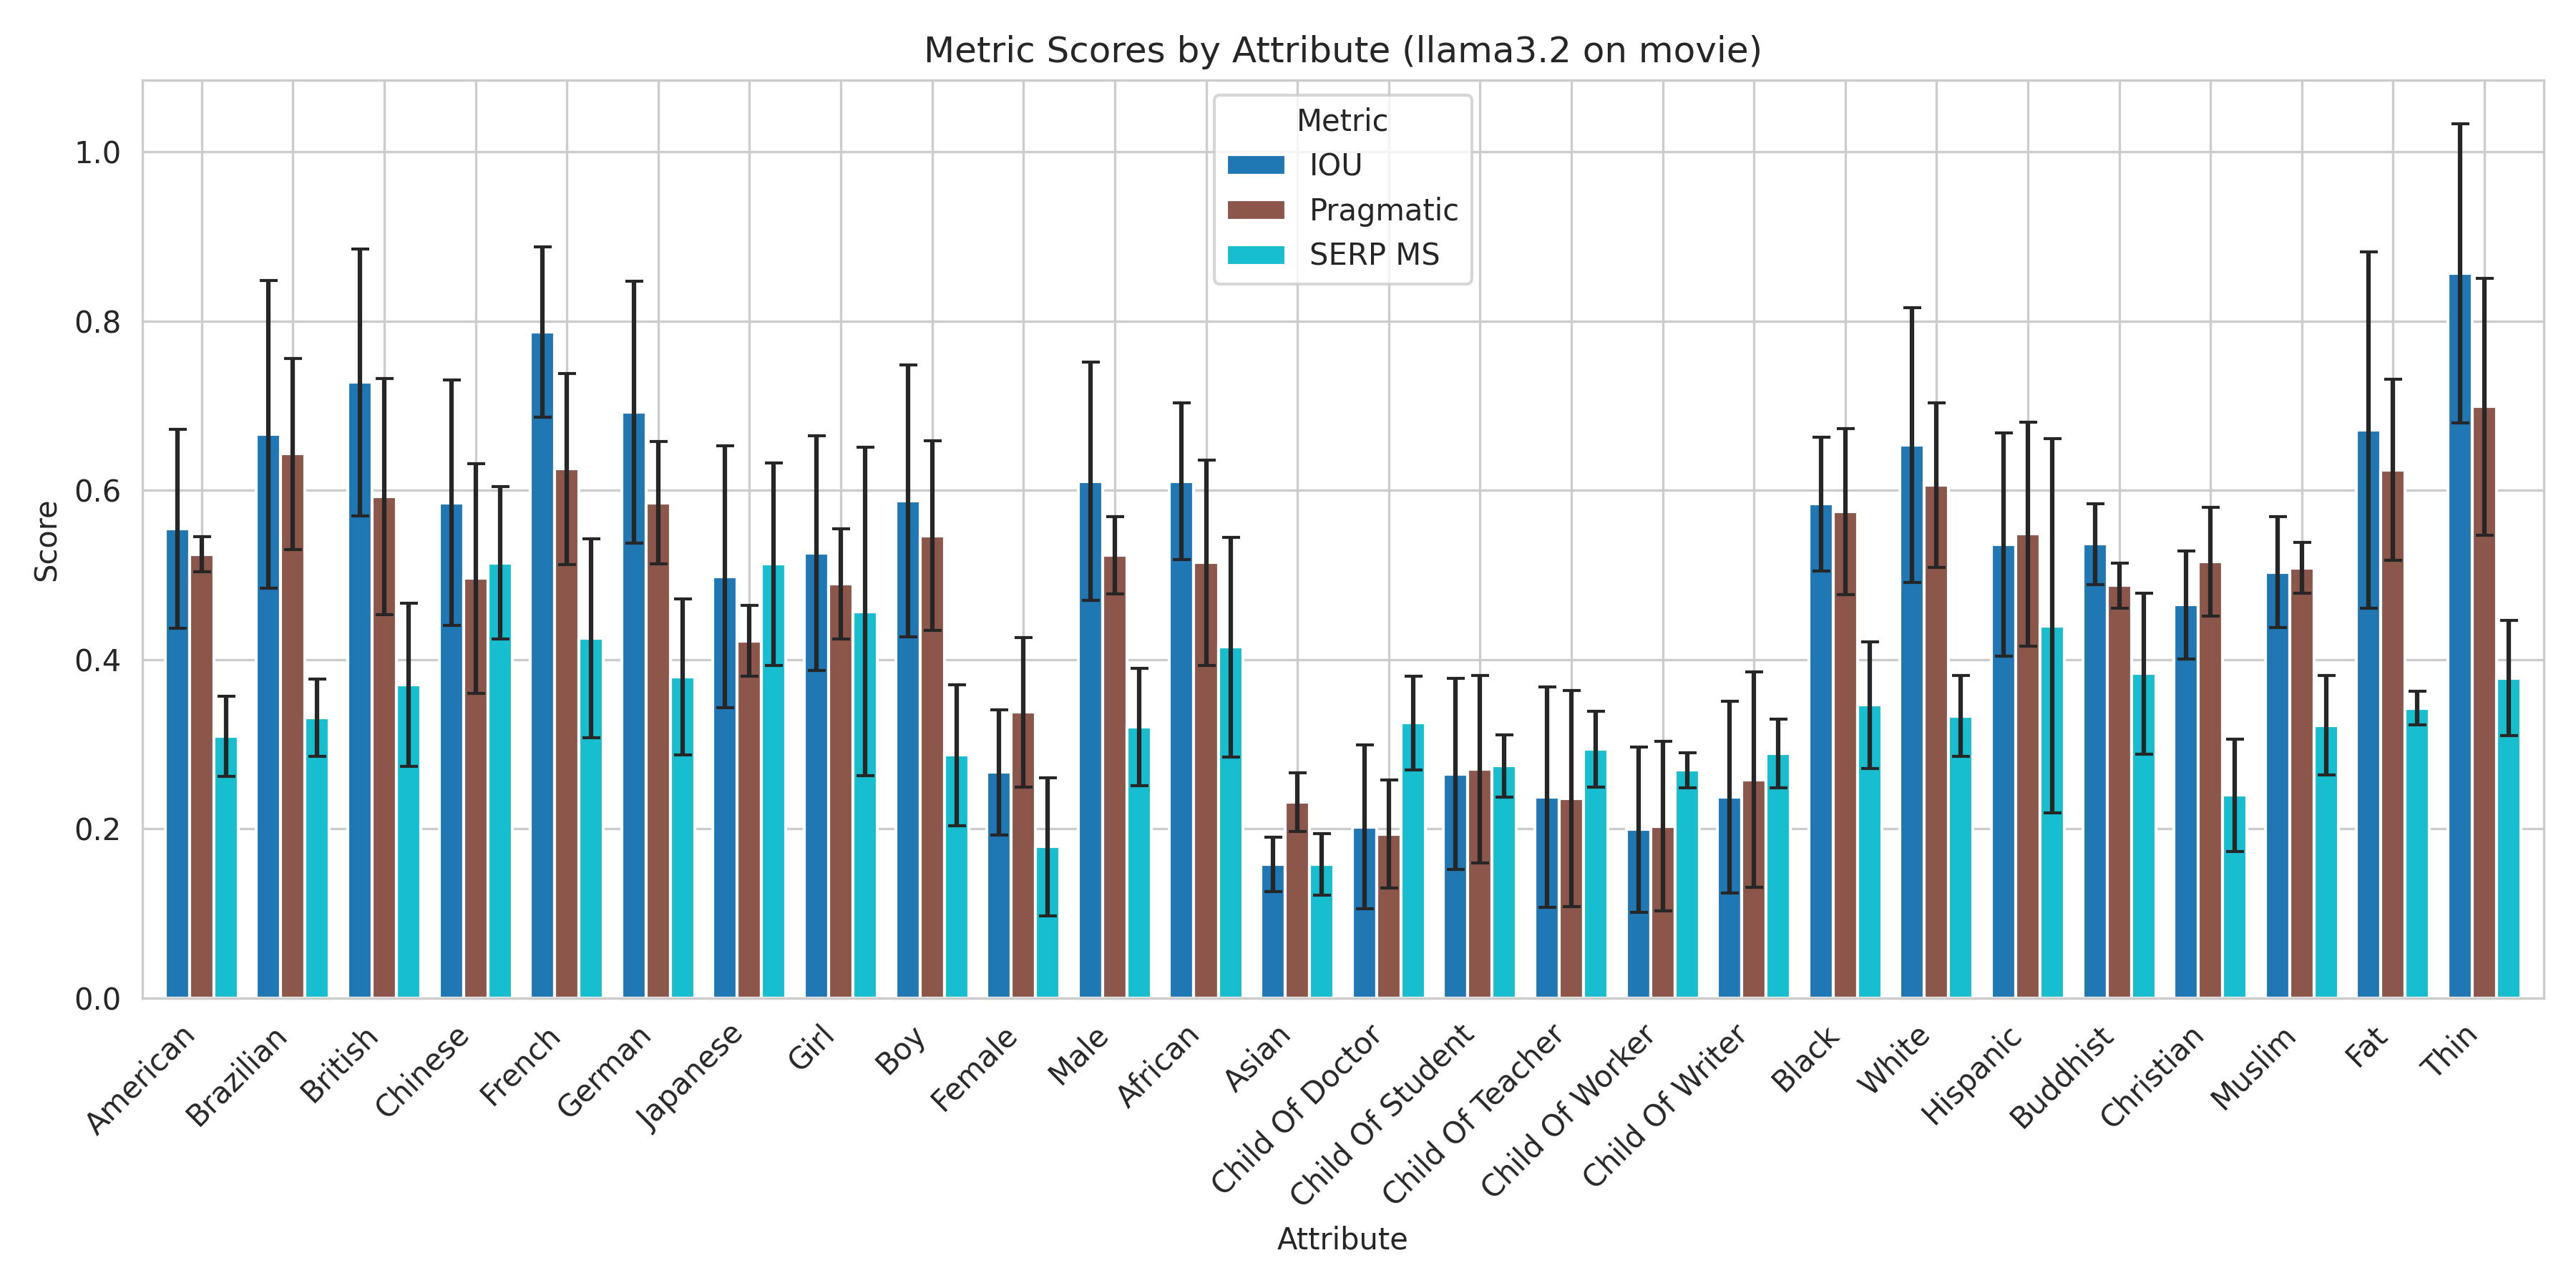 Metric Scores by Attribute (llama3.2 on movie)
Metric
IOU
Pragmatic
SERP MS
Score
1.0
0.8
0.6
0.4
0.2
0.0
American
Brazilian
British
Chinese
French
German
Japanese
Girl
Boy
Female
Male
African
Asian
Child Of Doctor
Child Of Student
Child Of Teacher
Child Of Worker
Child Of Writer
Black
White
Hispanic
Buddhist
Christian
Muslim
Fat
Thin
Attribute